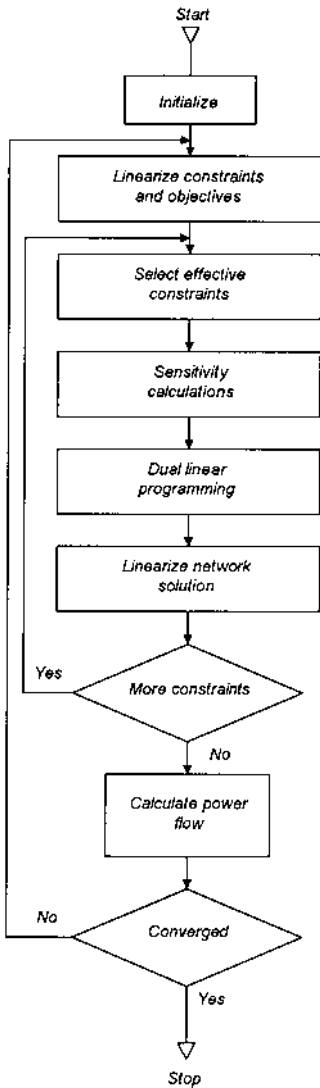 Start
Initialize
Linearize constraints
and objectives
Select effective
constraints
Sensitivity
calculations
Dual linear
programming
Linearize network
solution
Yes
More constraints
No
Calculate power
flow
No
Converged
Yes
Stop